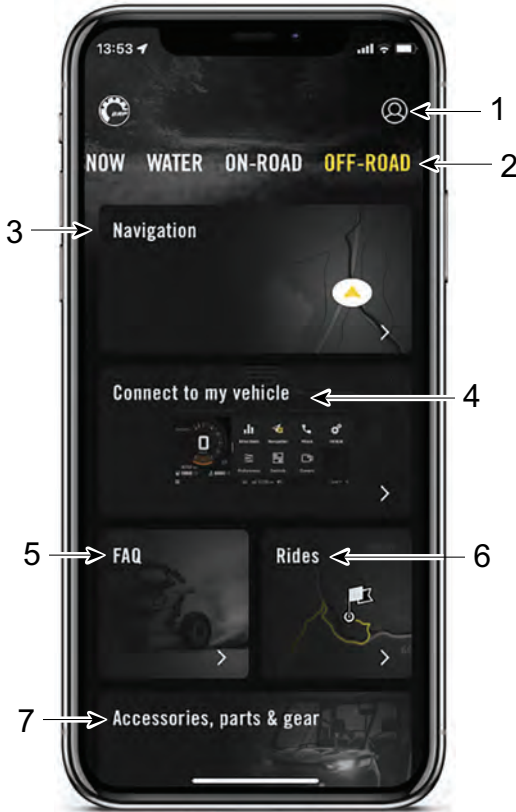 13:53
1
NOW WATER ON-ROAD OFF-ROAD
2
3
Navigation
Connect to my vehicle
4
0
5
FAQ
Rides
6
7
Accessories, parts & gear